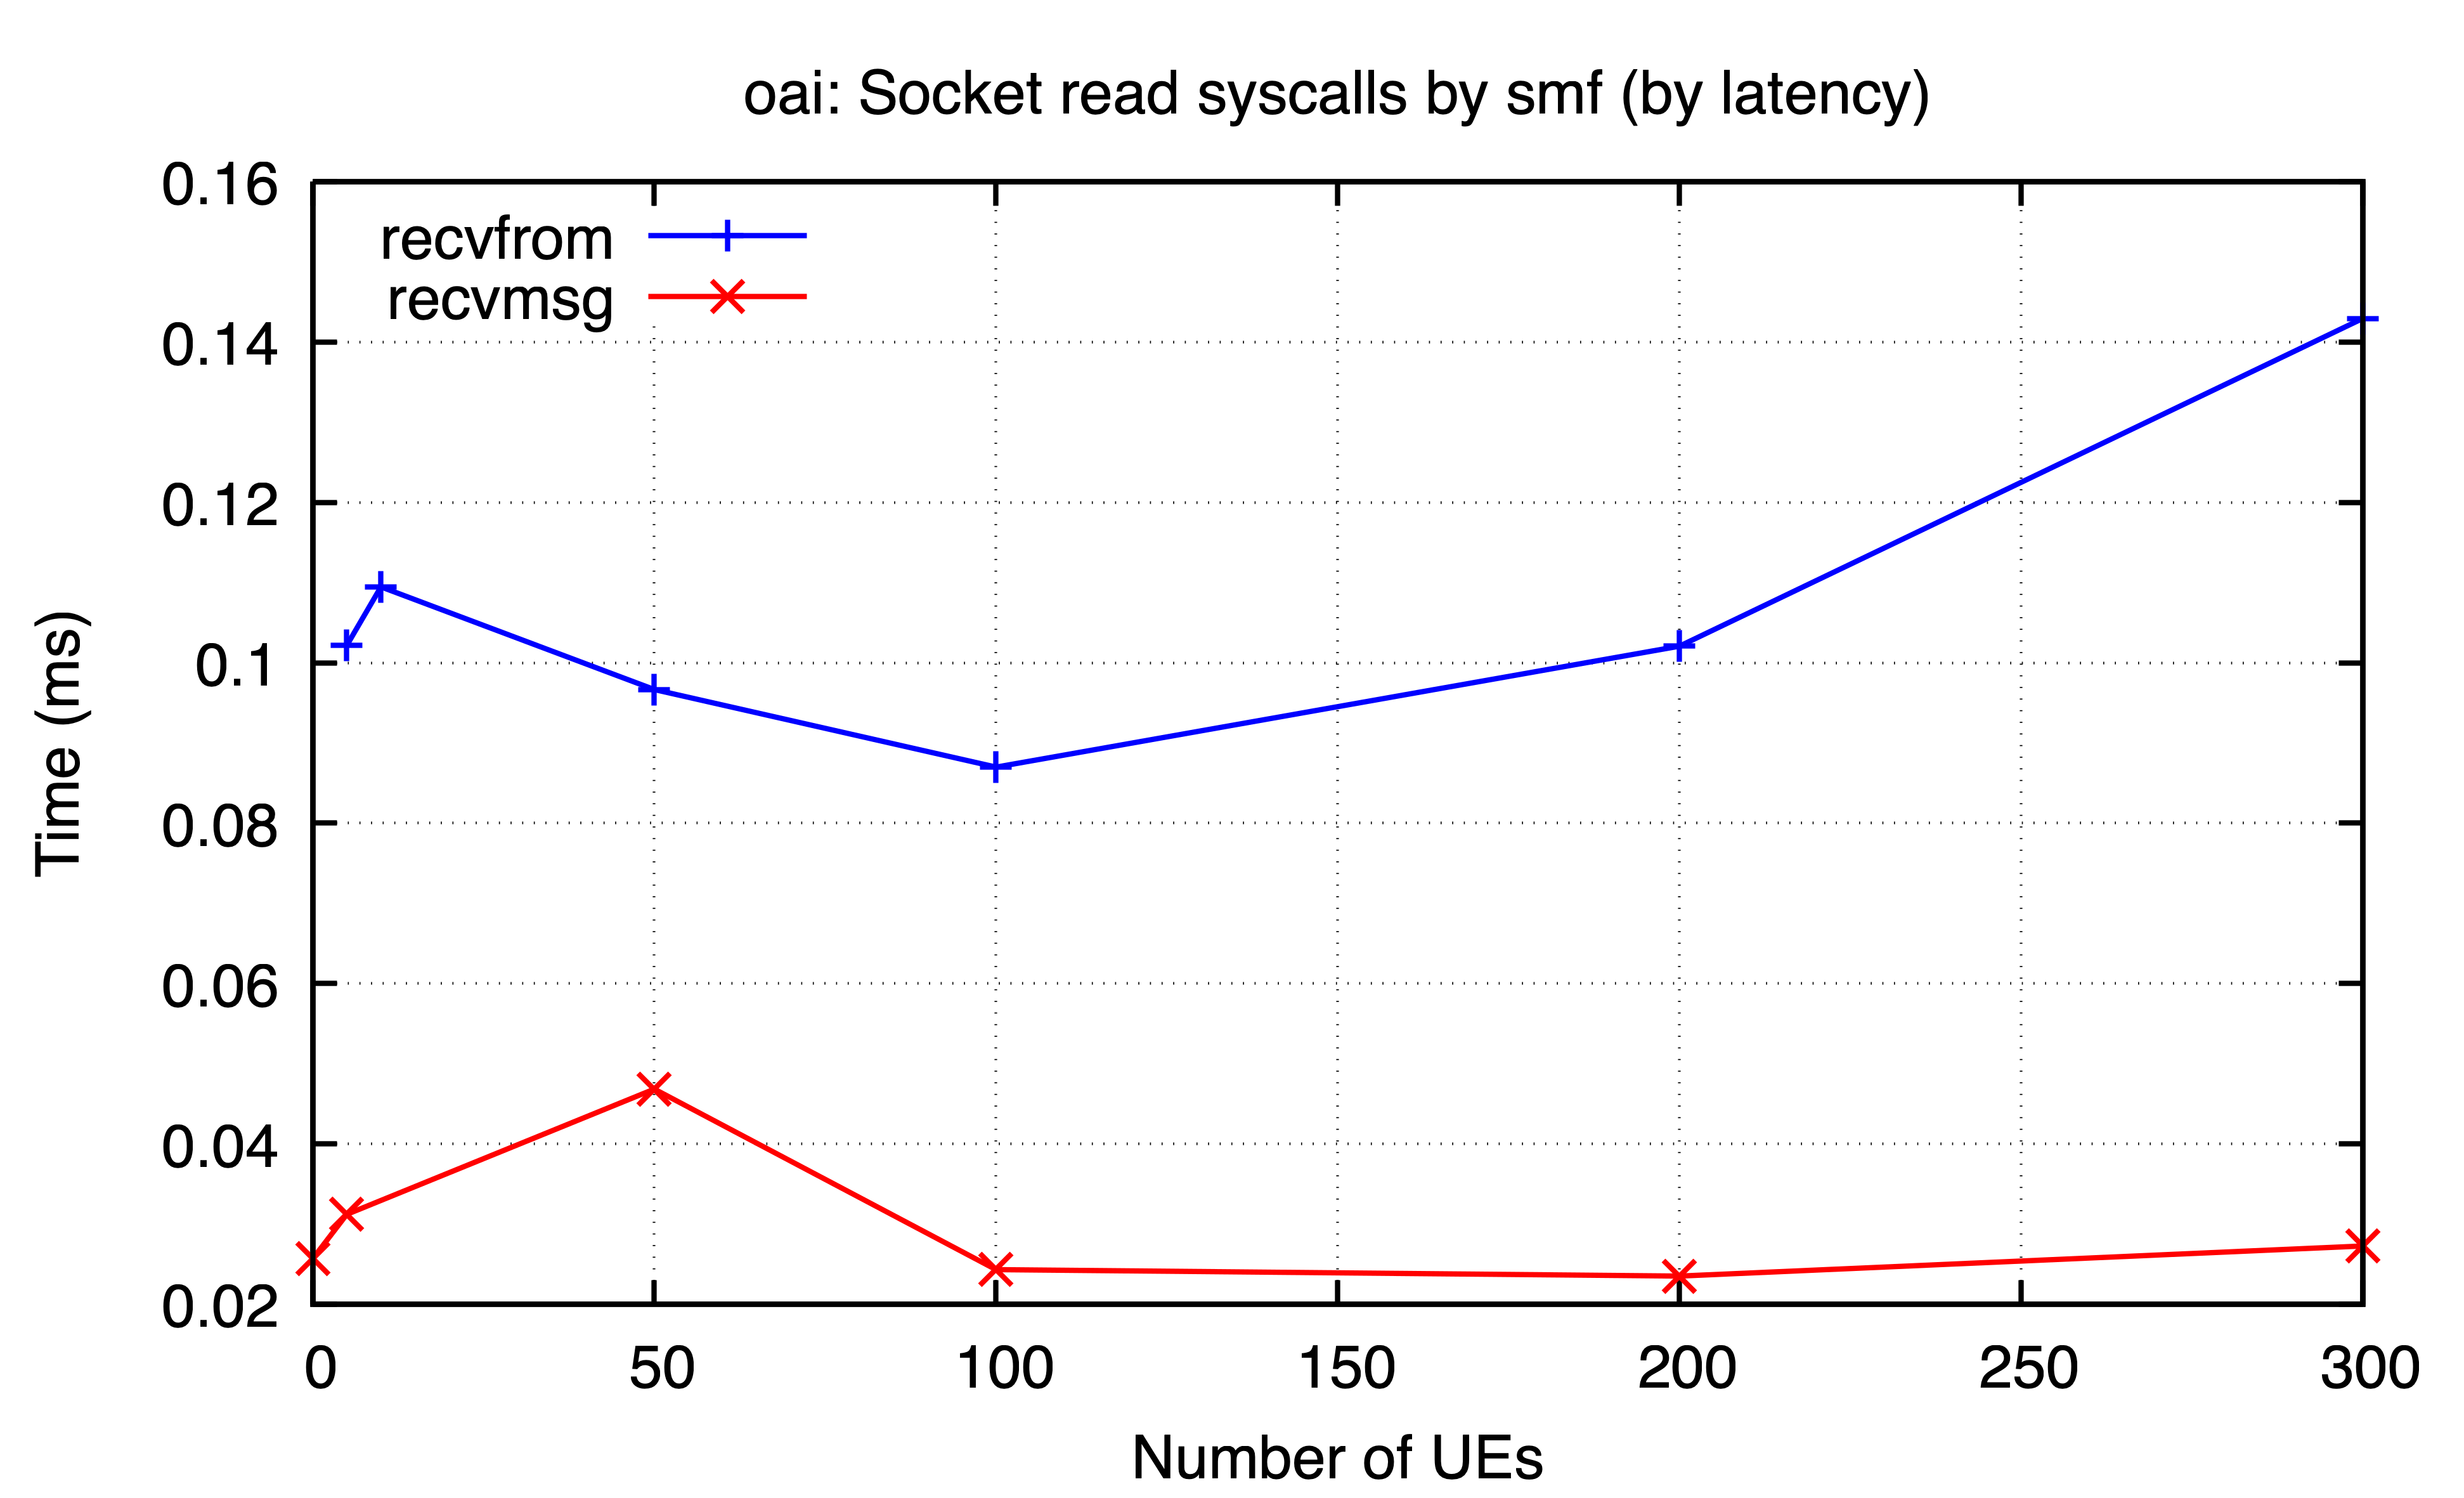 oai: Socket read syscalls by smf (by latency)
0.16
recvfrom
recvmsg
0.14
0.12
0.1
0.08
0.06
0.04
0.02
Time (ms)
0 50 100 150 200 250 300
Number of UEs